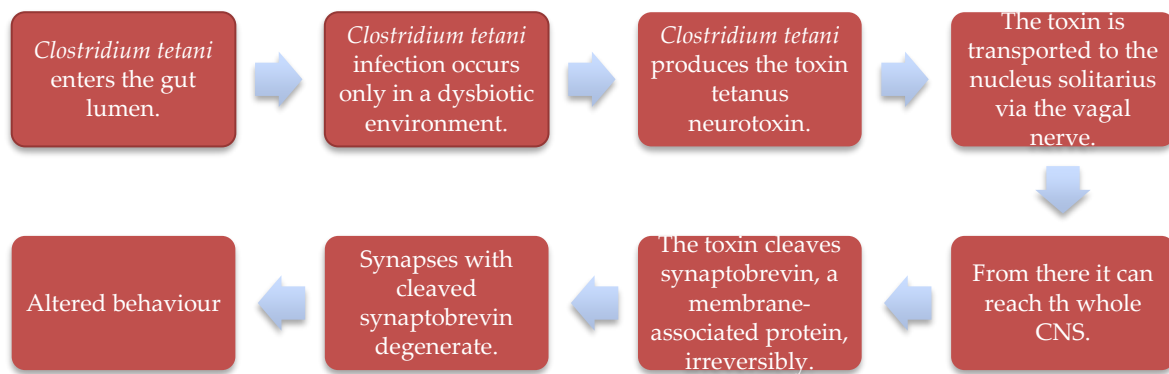 Clostridium tetani
enters the gut
lumen.
Clostridium tetani
infection occurs
only in a dysbiotic
environment.
Clostridium tetani
produces the toxin
tetanus
neurotoxin.
The toxin is
transported to the
nucleus solitarius
via the vagal
nerve.
From there it can
reach th whole
CNS.
The toxin cleaves
synaptobrevin, a
membrane-
associated protein,
irreversibly.
Synapses with
cleaved
synaptobrevin
degenerate.
Altered behaviour